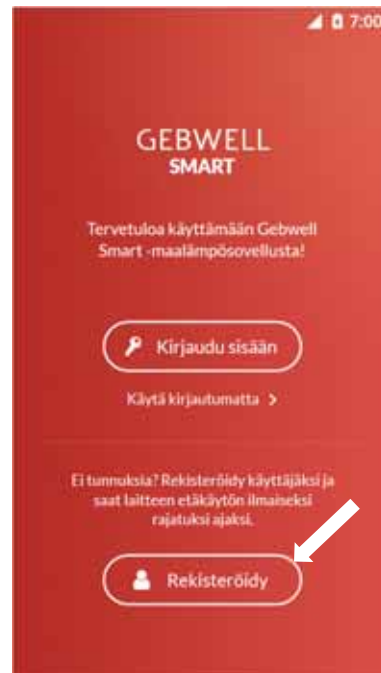 7:00
GEBWELL
SMART
Tervetuloa käyttämään Gebwell
Smart -maalämpösovellusta!
Kirjaudu sisään
Käytä kirjautumatta >
Ei tunnuksia? Rekisteröidy käyttäjäksi ja
saat laitteen etäkäytön ilmaiseksi
rajatuksi ajaksi.
Rekisteröidy